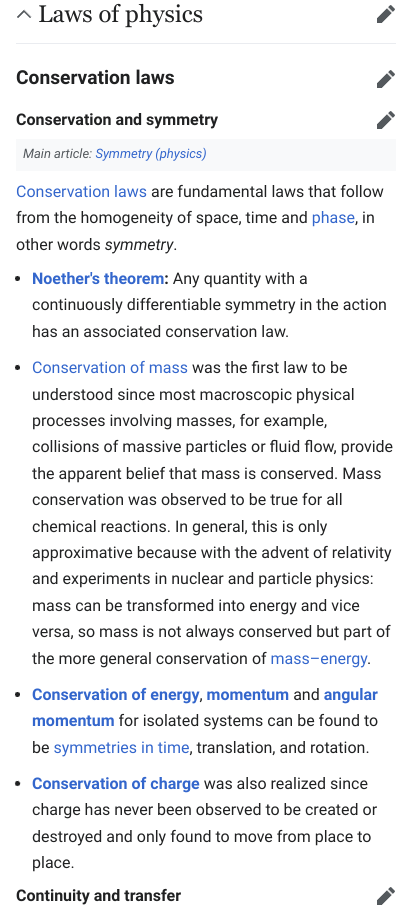 Laws of physics
Conservation laws
Conservation and symmetry
Main article: Symmetry (physics)
Conservation laws are fundamental laws that follow
from the homogeneity of space, time and phase, in
other words symmetry.
• Noether's theorem: Any quantity with a
continuously differentiable symmetry in the action
has an associated conservation law.
• Conservation of mass was the first law to be
understood since most macroscopic physical
processes involving masses, for example,
collisions of massive particles or fluid flow, provide
the apparent belief that mass is conserved. Mass
conservation was observed to be true for all
chemical reactions. In general, this is only
approximative because with the advent of relativity
and experiments in nuclear and particle physics:
mass can be transformed into energy and vice
versa, so mass is not always conserved but part of
the more general conservation of mass–energy.
• Conservation of energy, momentum and angular
momentum for isolated systems can be found to
be symmetries in time, translation, and rotation.
• Conservation of charge was also realized since
charge has never been observed to be created or
destroyed and only found to move from place to
place.
Continuity and transfer